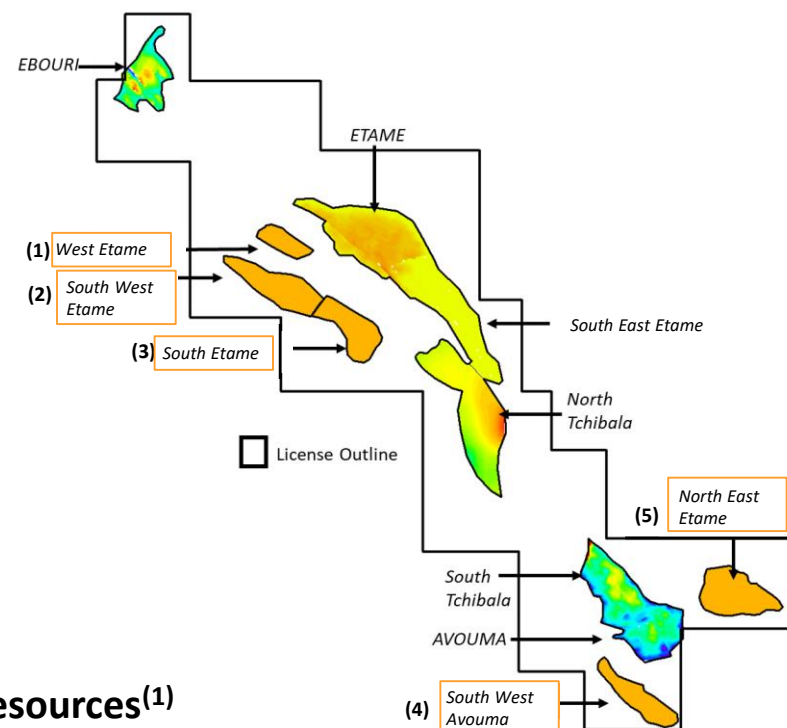 EBOURI
ETAME
(1) West Etame
(2) South West
Etame
South East Etame
(3) South Etame
North
Tchibala
License Outline
North East
(5) Etame
South
Tchibala
AVOUMA
(4) South West
Avouma
esources(1)